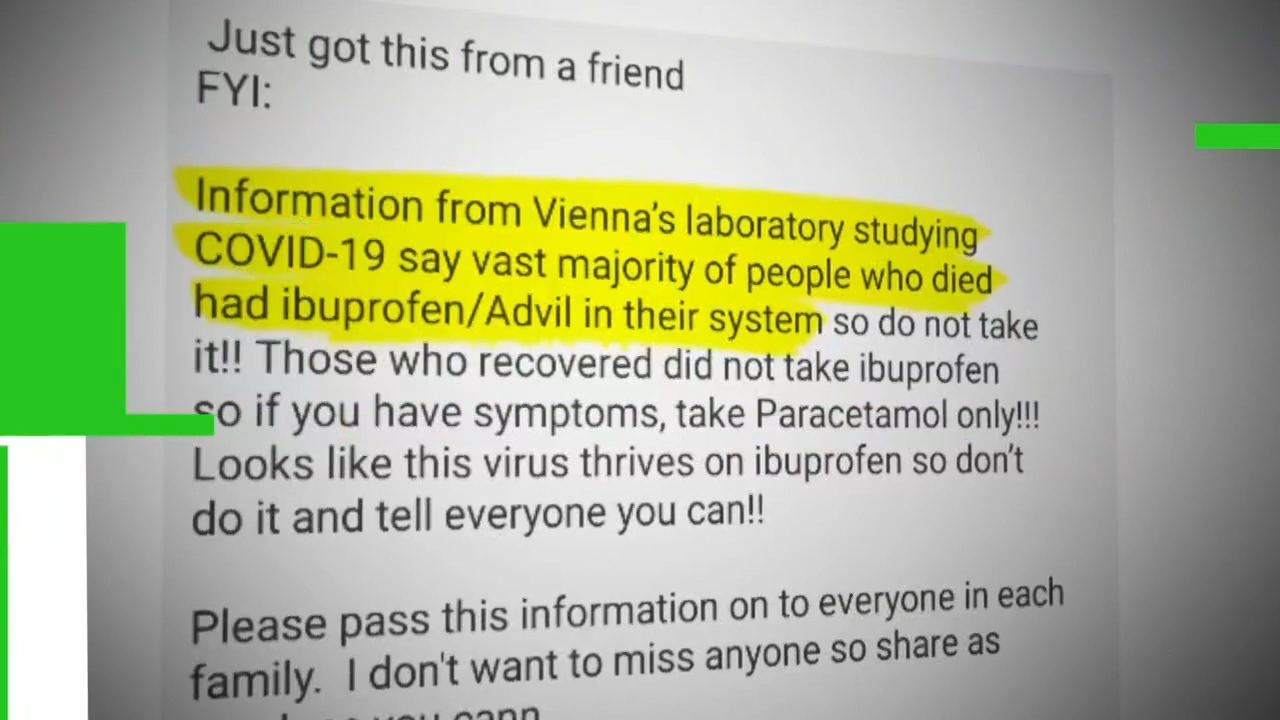 Just got this from a friend
FYI:
Information from Vienna's laboratory studying
COVID-19 say vast majority of people who died
had ibuprofen/Advil in their system so do not take
it!! Those who recovered did not take ibuprofen
so if you have symptoms, take Paracetamol only!!!
Looks like this virus thrives on ibuprofen so don't
do it and tell everyone you can!!
Please pass this information on to everyone in each
family. I don't want to miss anyone so share as
you cann